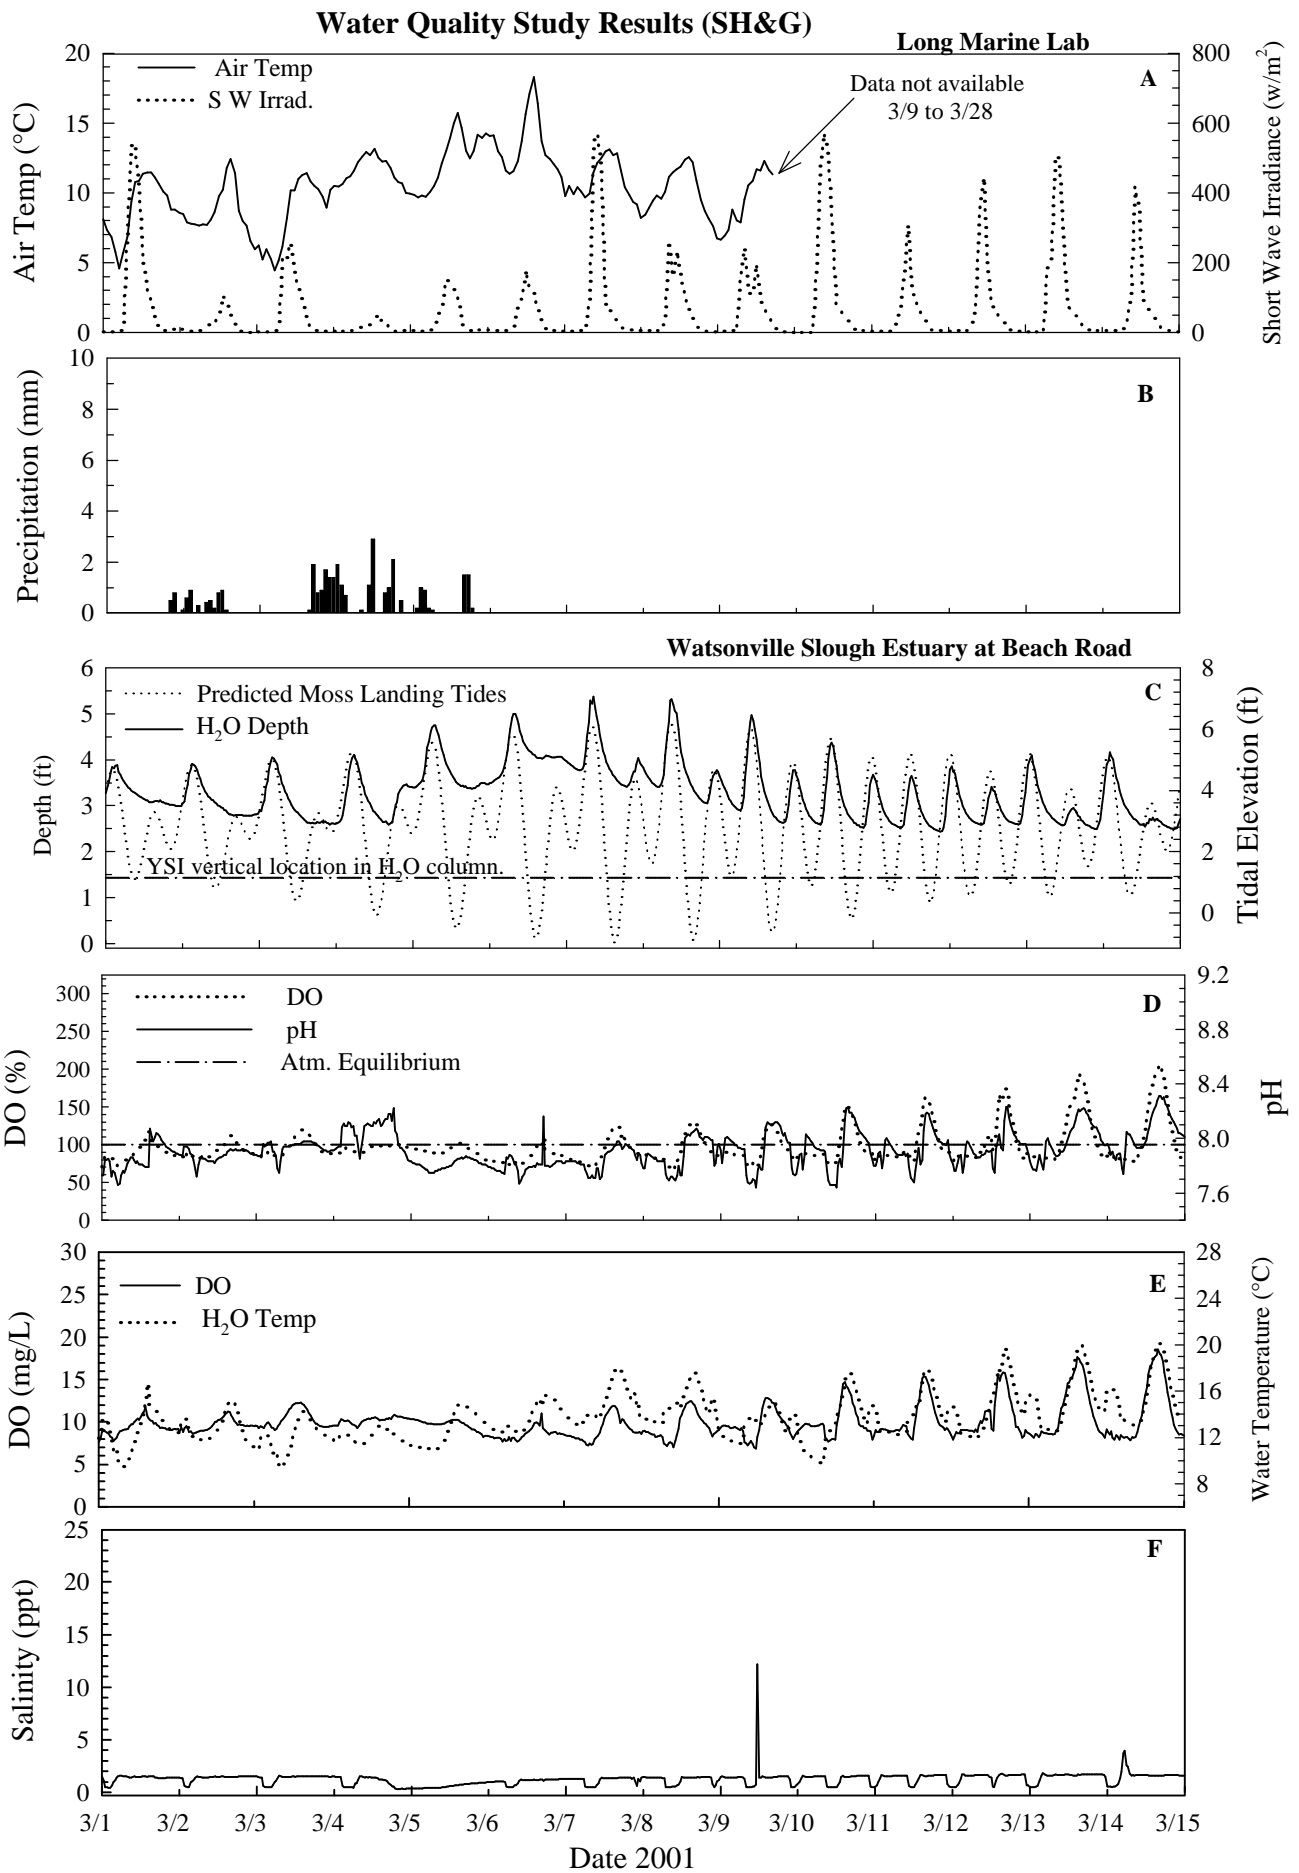 Water Quality Study Results (SH&G)
Long Marine Lab
20
15
10
5
0
Air Temp (°C)
Air Temp
S W Irrad.
Data not available
3/9 to 3/28
A
800
600
400
200
0
Short Wave Irradiance (w/m2)
10
8
6
4
2
0
Precipitation (mm)
B
Watsonville Slough Estuary at Beach Road
6
5
4
3
2
1
0
Depth (ft)
Predicted Moss Landing Tides
H2O Depth
C
YSI vertical location in H2O column.
8
6
4
2
0
Tidal Elevation (ft)
300
250
200
150
100
50
0
DO (%)
DO
pH
Atm. Equilibrium
D
9.2
8.8
8.4
8.0
7.6
pH
30
25
20
15
10
5
0
DO (mg/L)
DO
H2O Temp
E
28
24
20
16
12
8
Water Temperature (°C)
25
20
15
10
5
0
Salinity (ppt)
F
3/1 3/2 3/3 3/4 3/5 3/6 3/7 3/8 3/9 3/10 3/11 3/12 3/13 3/14 3/15
Date 2001